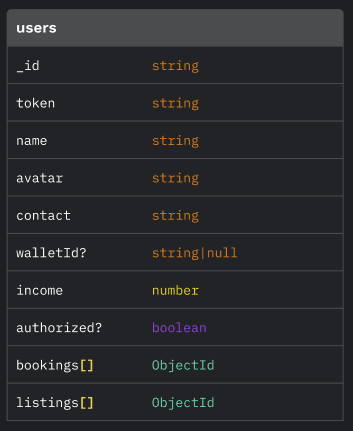 users
_id string
token string
name string
avatar string
contact string
walletId? string|null
income number
authorized? boolean
bookings[] ObjectId
listings[] ObjectId